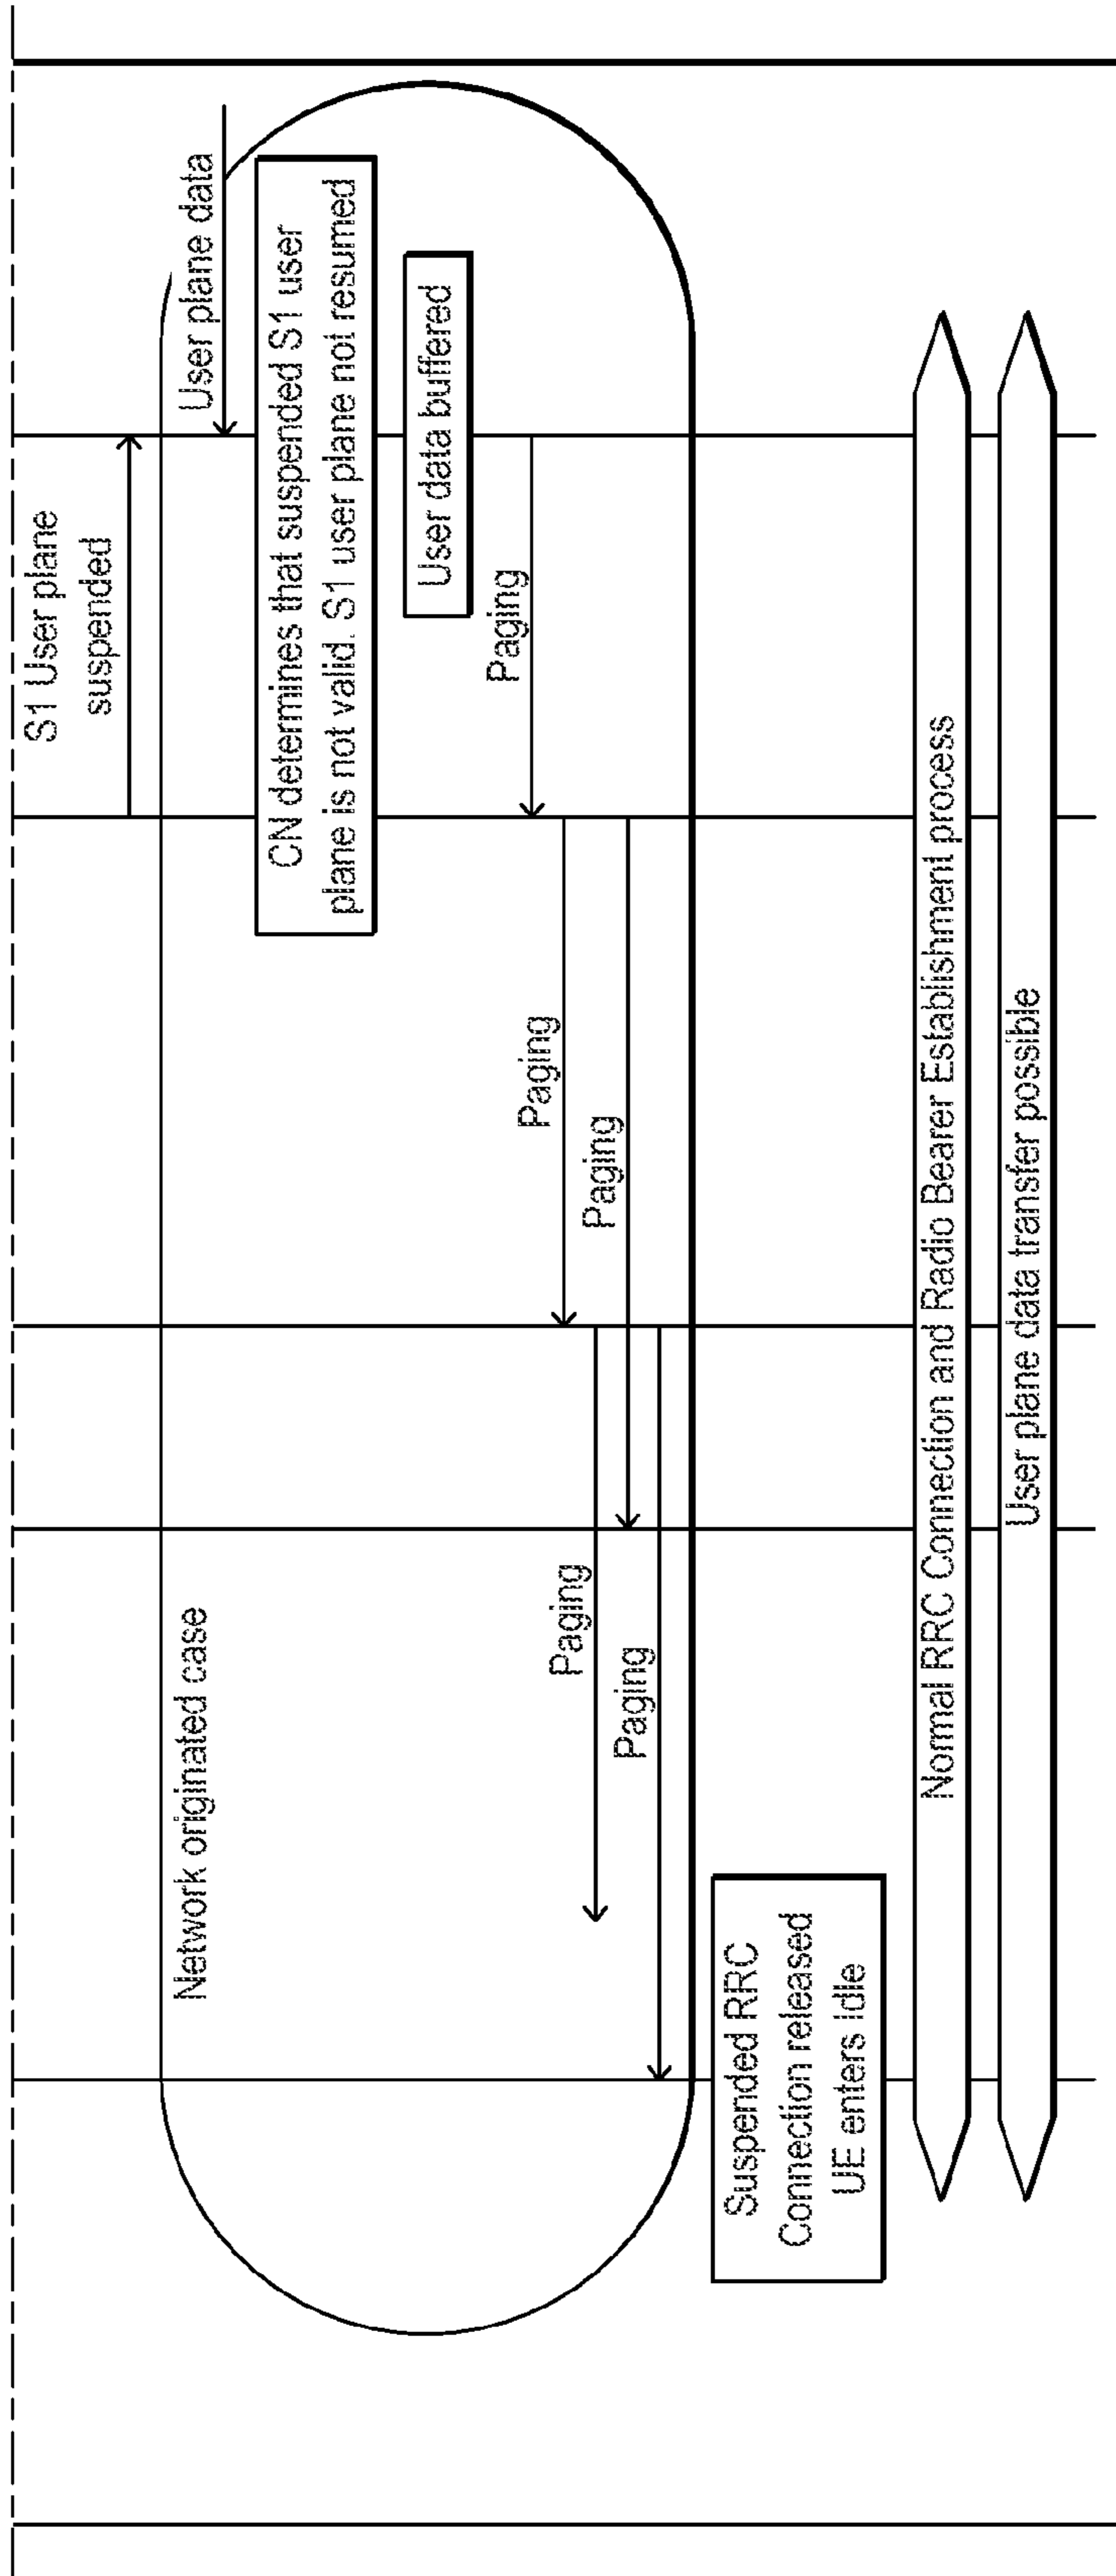 S1 User plane
suspended
User plane data
Network originated case
CN determines that suspended S1 user
plane is not valid. S1 user plane not resumed
User data buffered
Paging
Paging
Paging
Paging
Paging
Suspended RRC
Connection released
UE enters Idle
Normal RRC Connection and Radio Bearer Establishment process
User plane data transfer possible